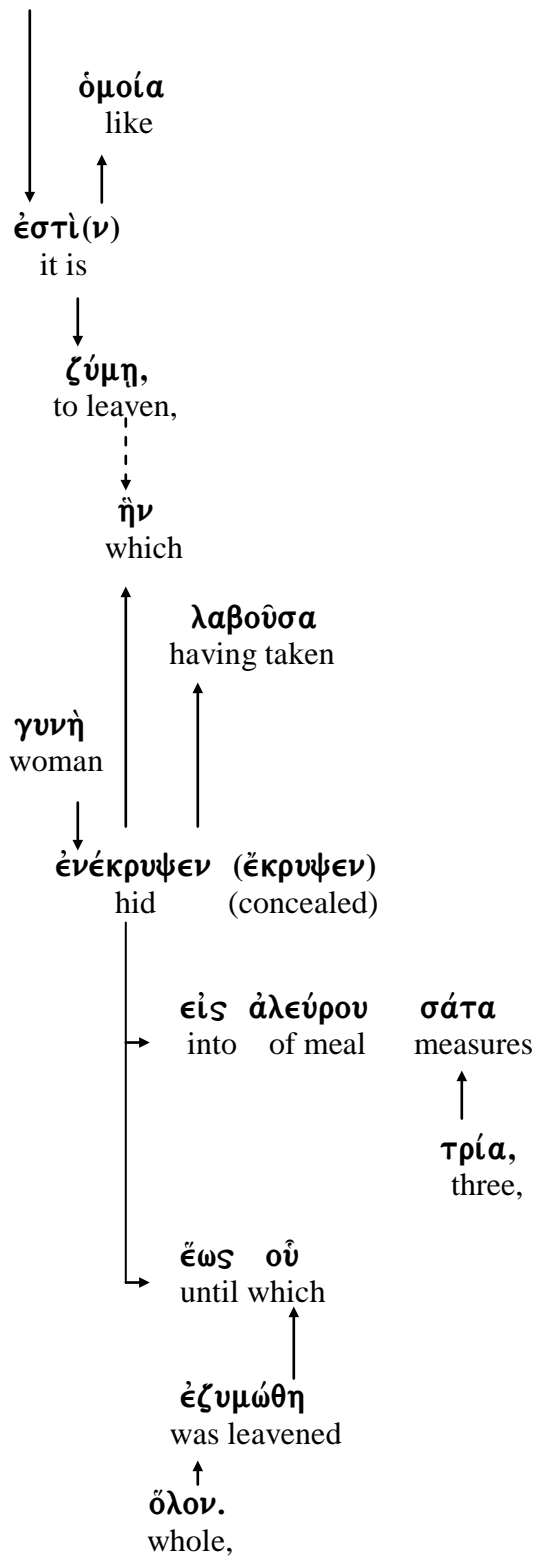 ὁμοία
like
ἐστὶ(ν)
it is
ζύμῃ,
to leaven,
ἣν
which
λαβοῦσα
having taken
γυνὴ
woman
ἐνέκρυψεν (ἔκρυψεν)
hid (concealed)
εἰς ἀλεύρου σάτα
into of meal measures
τρία,
three,
ἕως οὗ
until which
ἐζυμώθη
was leavened
ὅλον.
whole,